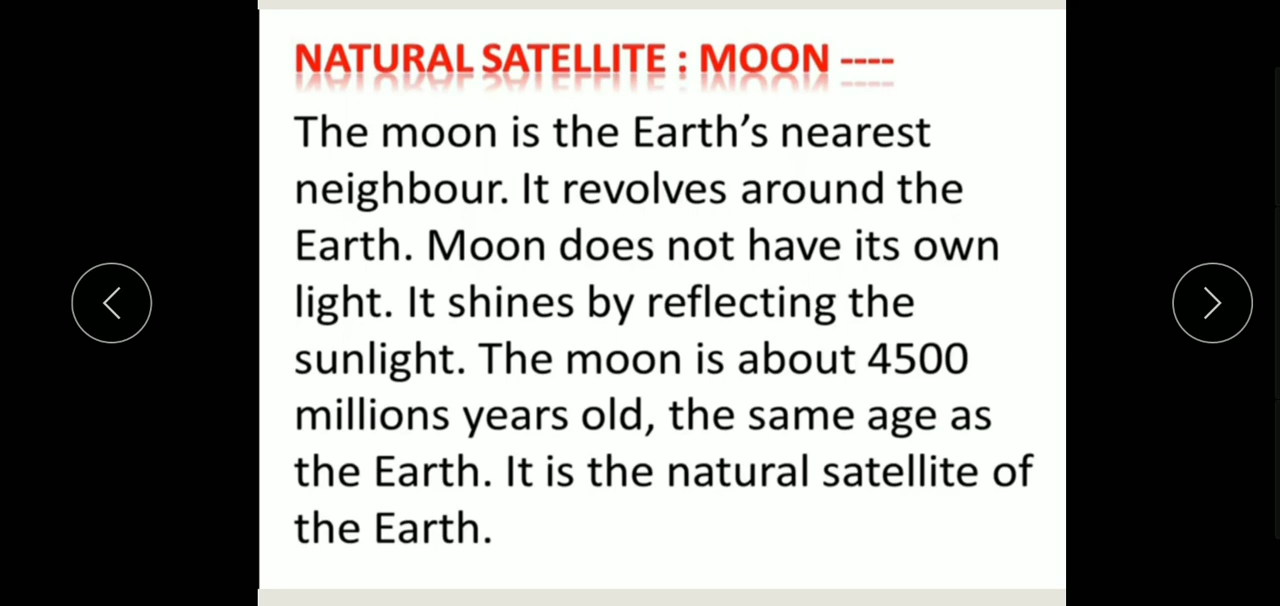 NATURAL SATELLITE : MOON ----
The moon is the Earth’s nearest
neighbour. It revolves around the
Earth. Moon does not have its own
light. It shines by reflecting the
sunlight. The moon is about 4500
millions years old, the same age as
the Earth. It is the natural satellite of
the Earth.